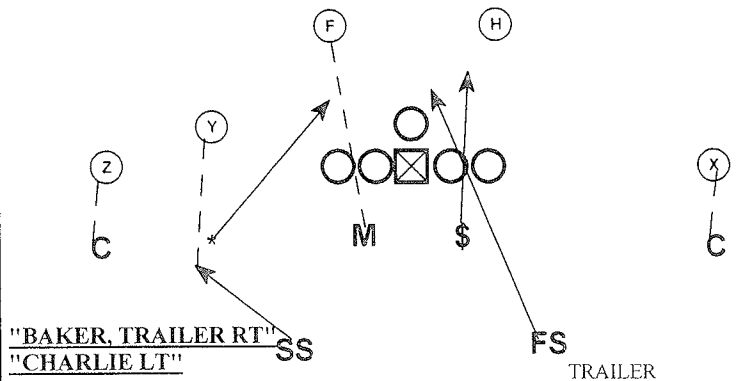 F
H
Y
Z
X
C
*
M
$
C
"BAKER, TRAILER RT"
"CHARLIE LT"
SS
FS
TRAILER